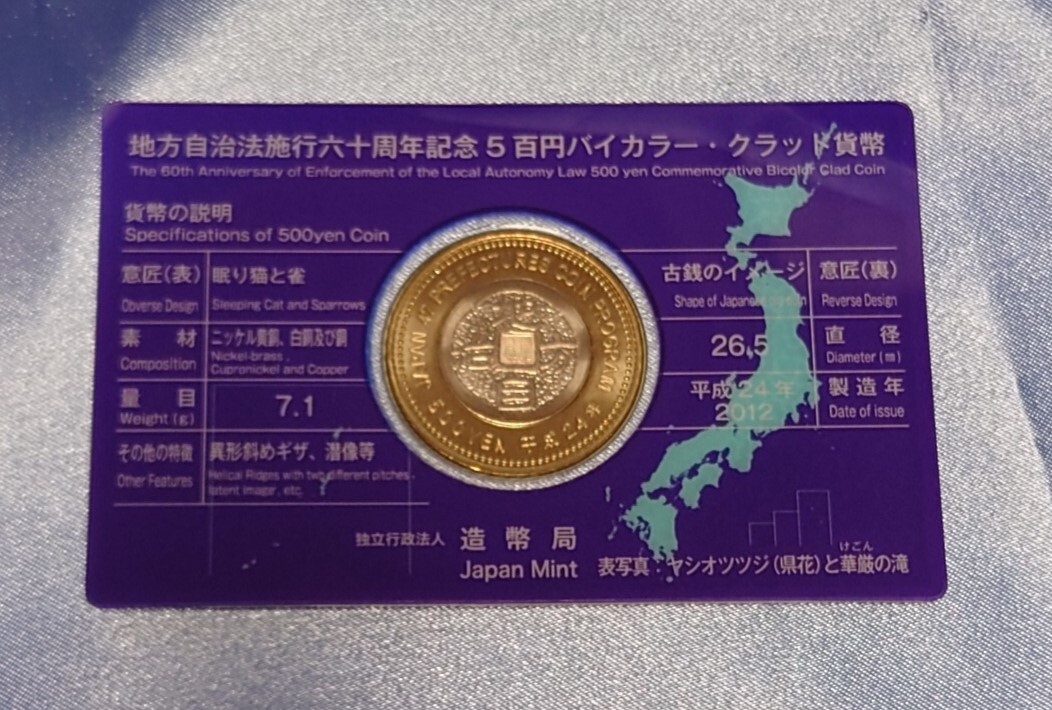 地方自治法施行六十周年記念5百円バイカラー・クラッド貨幣
The 60th Anniversary of Enforcement of the Local Autonomy Law 500 yen Commemorative Bicolor Clad Coin
貨幣の説明
Specifications of 500yen Coin
意匠(表) 眠り猫と雀
Obverse Design Sleeping Cat and Sparrows
素材 ニッケル黄銅、白銅及び銅
Composition Nickel-brass, Cupronickel and Copper
量目 7.1
Weight (g)
その他の特徴 異形斜めギザ、潜像等
Other Features Helical Ridges with two different pitches,
latent image, etc.
JAPAN 47 PREFECTURES COIN PROGRAM
500YEN 平成24年
古銭のイメージ 意匠(裏)
Shape of Japanese Reverse Design
26.5 直径
Diameter (㎜)
平成24年 製造年
2012 Date of issue
独立行政法人 造幣局
Japan Mint
けごん
表写真:ヤシオツツジ(県花)と華厳の滝